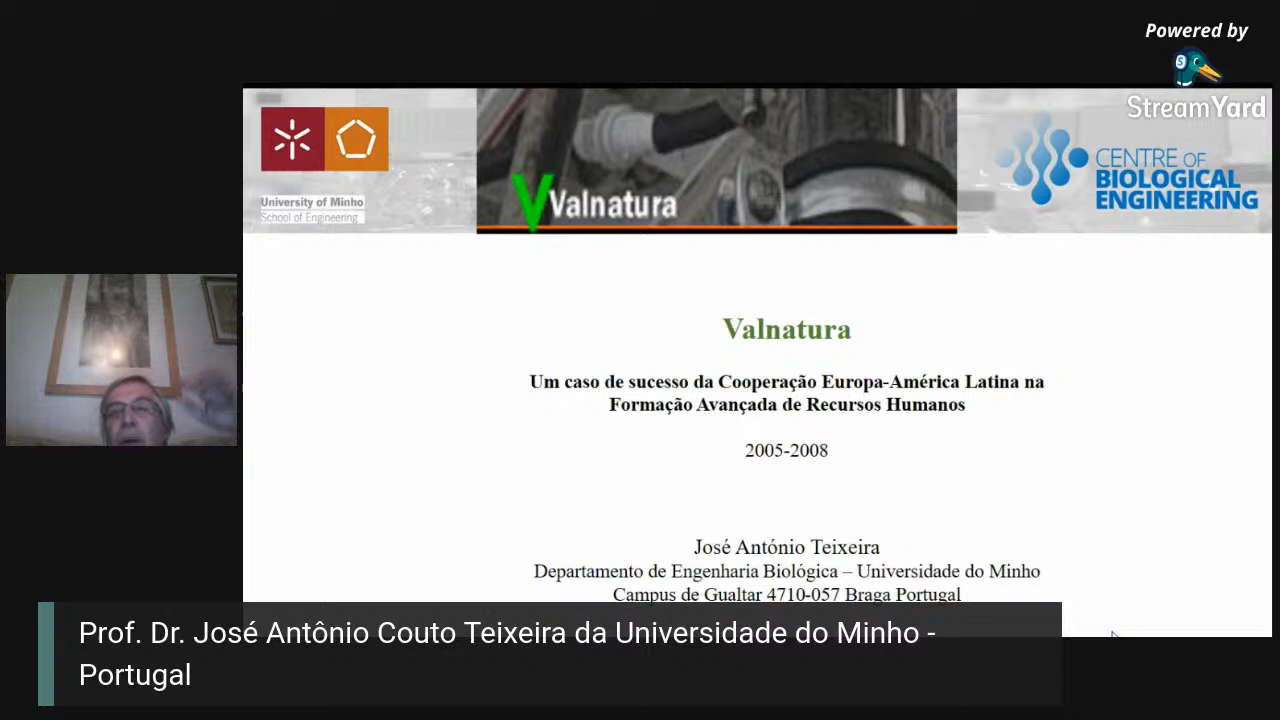 Powered by
StreamYard
University of Minho
School of Engineering
Valnatura
CENTRE OF
BIOLOGICAL
ENGINEERING
Valnatura
Um caso de sucesso da Cooperação Europa-América Latina na
Formação Avançada de Recursos Humanos
2005-2008
José António Teixeira
Departamento de Engenharia Biológica – Universidade do Minho
Campus de Gualtar 4710-057 Braga Portugal
Prof. Dr. José Antônio Couto Teixeira da Universidade do Minho -
Portugal